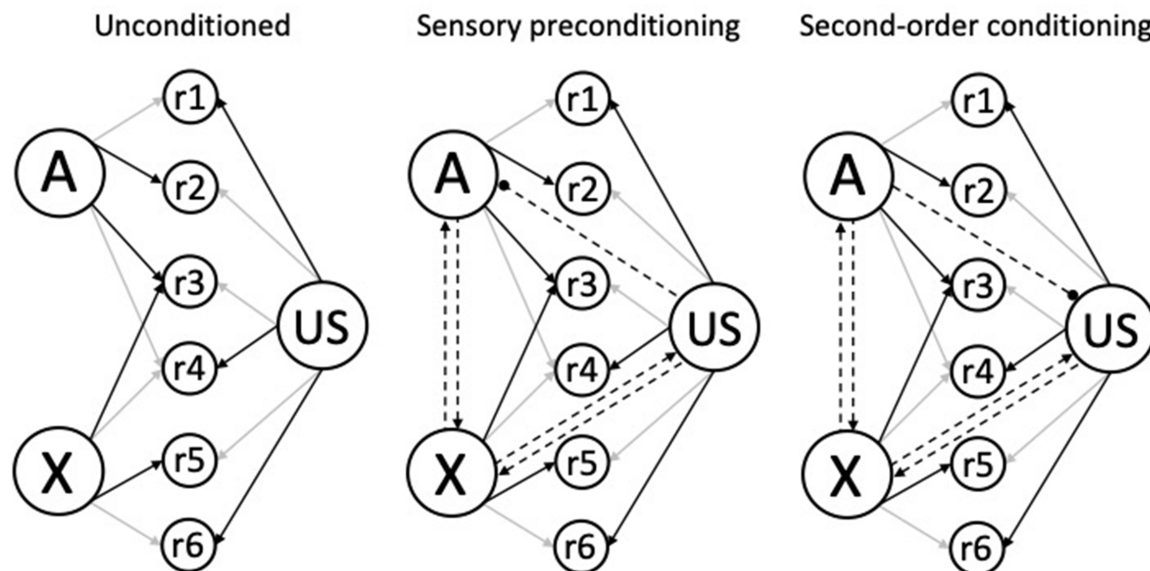 Unconditioned
A
X
US
r1
r2
r3
r4
r5
r6
Sensory preconditioning
A
X
US
r1
r2
r3
r4
r5
r6
Second-order conditioning
A
X
US
r1
r2
r3
r4
r5
r6